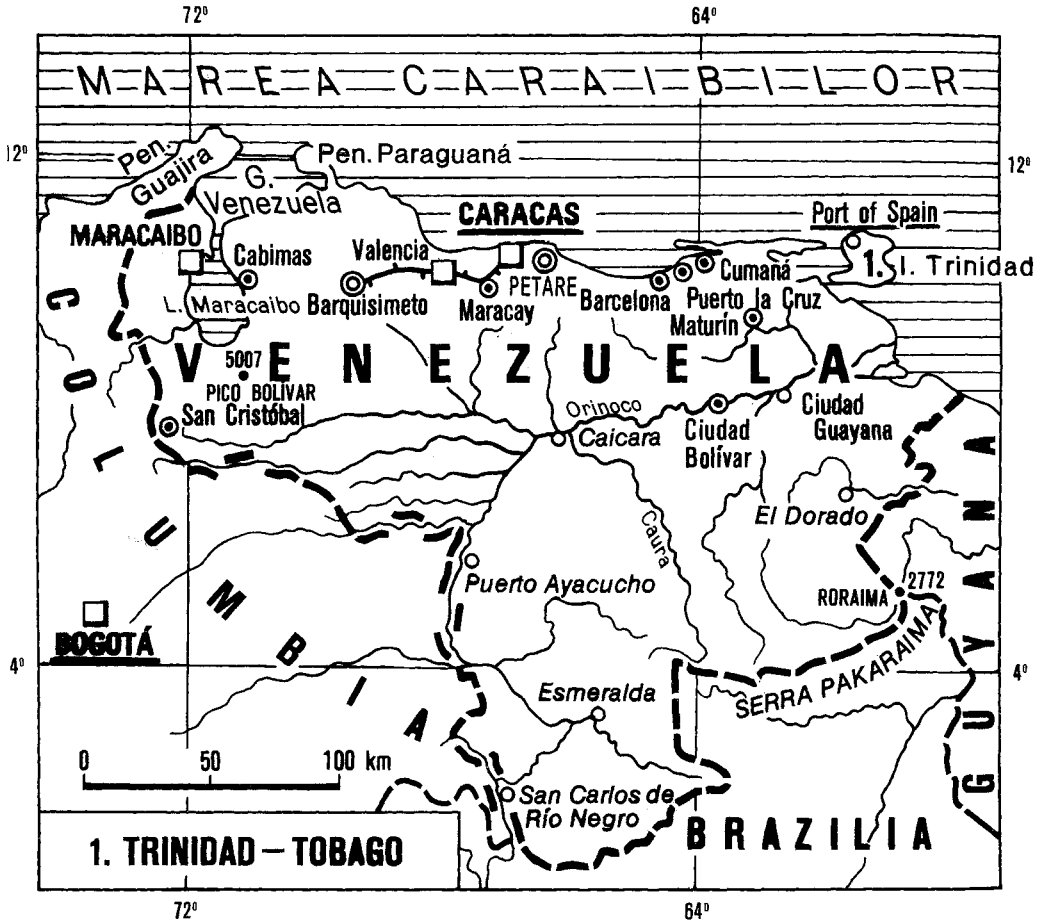 72° 64°
MAREA CARAIBILOR
12° 12°
Pen.
Guajira
Pen. Paraguaná
G.
Venezuela
CARACAS
Port of Spain
MARACAIBO
Cabimas
Valencia
1. I. Trinidad
L. Maracaibo
Barquisimeto
Maracay
PETARE
Barcelona
Cumaná
Puerto la Cruz
Maturín
VENEZUELA
5007
PICO BOLÍVAR
San Cristóbal
Orinoco
Caicara
Ciudad
Bolívar
Ciudad
Guayana
COLUMBIA
El Dorado
Caura
Puerto Ayacucho
RORAIMA
2772
GUYANA
BOGOTÁ
4° 4°
SERRA PAKARAIMA
Esmeralda
0 50 100 km
San Carlos de
Río Negro
BRAZILIA
1. TRINIDAD – TOBAGO
72° 64°